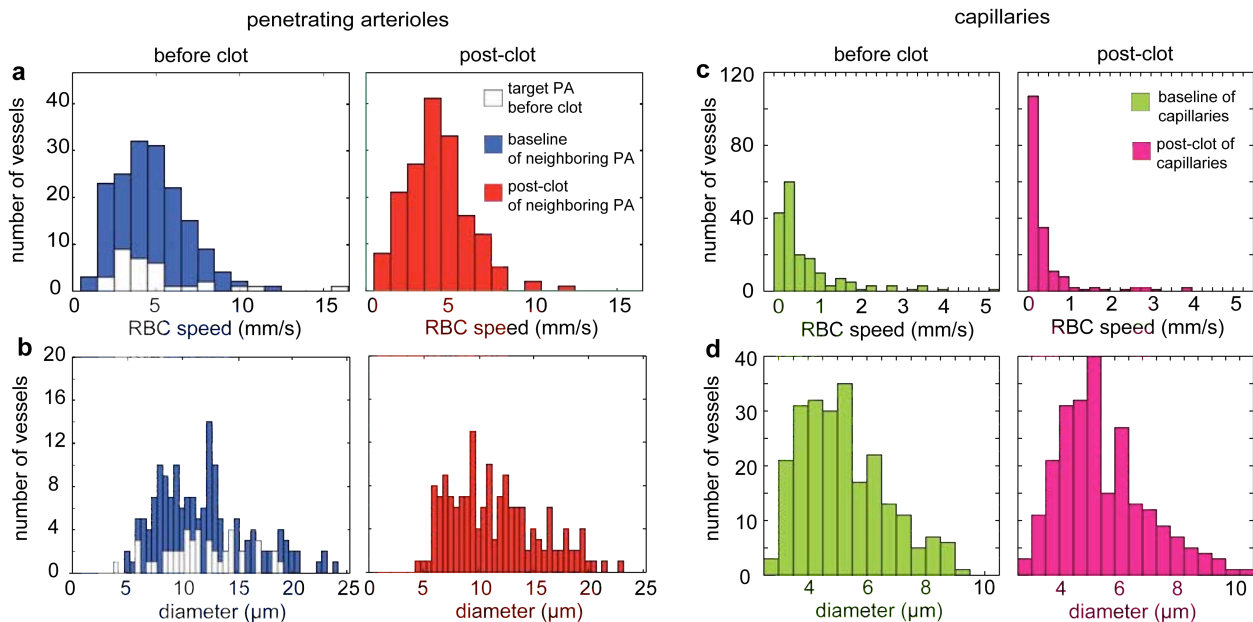 penetrating arterioles
capillaries
before clot
post-clot
before clot
post-clot
a
number of vessels
40
30
20
10
0
0
5
10
15
RBC speed (mm/s)
target PA
before clot
baseline
of neighboring PA
post-clot
of neighboring PA
0
5
10
15
RBC speed (mm/s)
c
number of vessels
120
80
40
0
0
1
2
3
4
5
RBC speed (mm/s)
baseline of
capillaries
post-clot of
capillaries
0
1
2
3
4
5
RBC speed (mm/s)
b
number of vessels
20
16
12
8
4
0
0
5
10
15
20
25
diameter (µm)
0
5
10
15
20
25
diameter (µm)
d
number of vessels
40
30
20
10
0
4
6
8
10
diameter (µm)
4
6
8
10
diameter (µm)